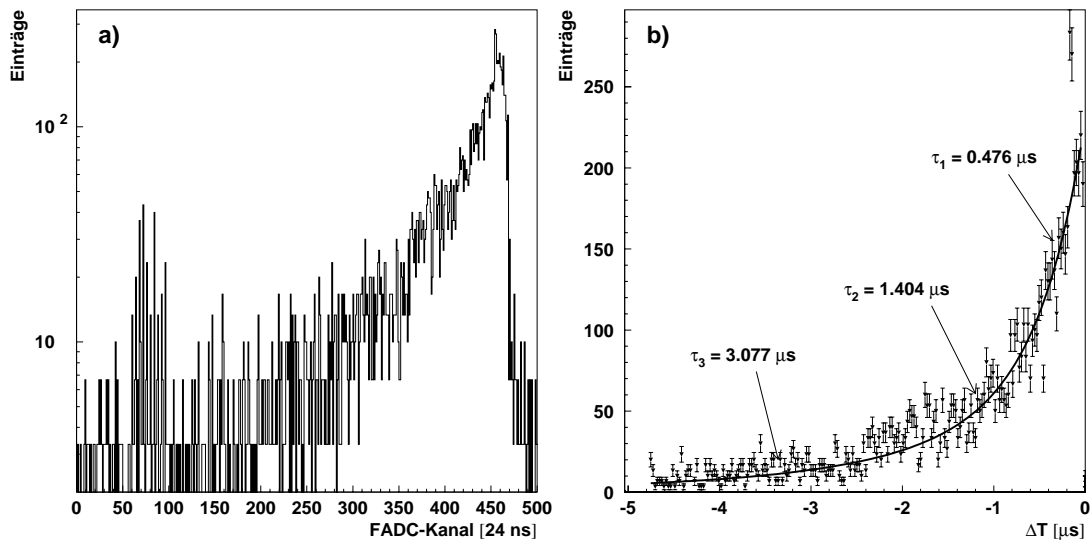 a)
Einträge
10²
10
0 50 100 150 200 250 300 350 400 450 500
FADC-Kanal [24 ns]
b)
Einträge
250
200
150
100
50
0
τ₁ = 0.476 μs
τ₂ = 1.404 μs
τ₃ = 3.077 μs
-5 -4 -3 -2 -1 0
ΔT [μs]